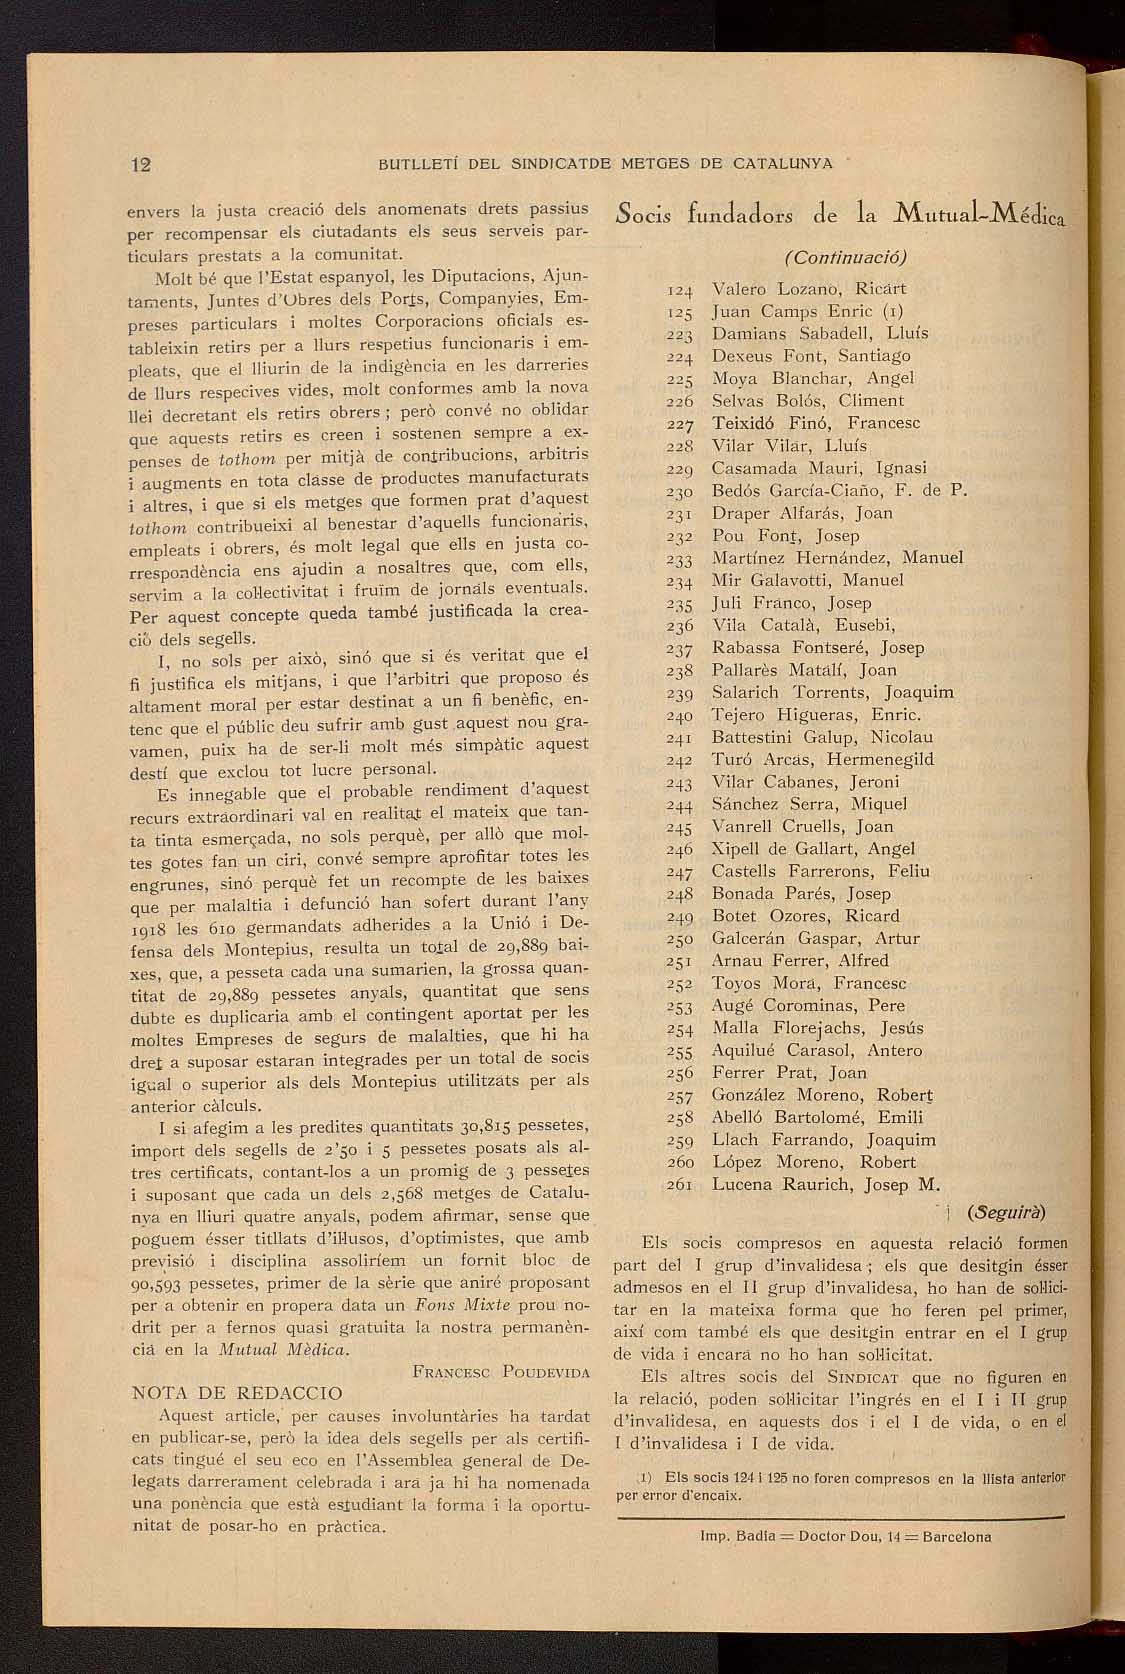 12
BUTLLETÍ DEL SINDICATDE METGES DE CATALUNYA
envers la justa creació dels anomenats drets passius
per recompensar els ciutadants els seus serveis par-
ticulars prestats a la comunitat.
Molt bé que l'Estat espanyol, les Diputacions, Ajun-
taments, Juntes d'Obres dels Ports, Companyies, Em-
preses particulars i moltes Corporacions oficials es-
tableixin retirs per a llurs respetius funcionaris i em-
pleats, que el lliurin de la indigència en les darreries
de llurs respecives vides, molt conformes amb la nova
llei decretant els retirs obrers ; però convé no oblidar
que aquests retirs es creen i sostenen sempre a ex-
penses de tothom per mitjà de contribucions, arbitris
i augments en tota classe de productes manufacturats
i altres, i que si els metges que formen prat d'aquest
tothom contribueixi al benestar d'aquells funcionaris,
empleats i obrers, és molt legal que ells en justa co-
rrespondència ens ajudin a nosaltres que, com ells,
servim a la col·lectivitat i fruïm de jornals eventuals.
Per aquest concepte queda també justificada la crea-
ció dels segells.
I, no sols per això, sinó que si és veritat que el
fi justifica els mitjans, i que l'arbitri que proposo és
altament moral per estar destinat a un fi benèfic, en-
tenc que el públic deu sufrir amb gust aquest nou gra-
vamen, puix ha de ser-li molt més simpàtic aquest
destí que exclou tot lucre personal.
Es innegable que el probable rendiment d'aquest
recurs extraordinari val en realitat el mateix que tan-
ta tinta esmerçada, no sols perquè, per allò que mol-
tes gotes fan un ciri, convé sempre aprofitar totes les
engrunes, sinó perquè fet un recompte de les baixes
que per malaltia i defunció han sofert durant l'any
1918 les 610 germandats adherides a la Unió i De-
fensa dels Montepius, resulta un total de 29,889 bai-
xes, que, a pesseta cada una sumarien, la grossa quan-
titat de 29,889 pessetes anyals, quantitat que sens
dubte es duplicaria amb el contingent aportat per les
moltes Empreses de segurs de malalties, que hi ha
dret a suposar estaran integrades per un total de socis
igual o superior als dels Montepius utilitzats per als
anterior càlculs.
I si afegim a les predites quantitats 30,815 pessetes,
import dels segells de 2'50 i 5 pessetes posats als al-
tres certificats, contant-los a un promig de 3 pessetes
i suposant que cada un dels 2,568 metges de Catalu-
nya en lliuri quatre anyals, podem afirmar, sense que
poguem ésser titllats d'il·lusos, d'optimistes, que amb
previsió i disciplina assoliríem un fornit bloc de
90,593 pessetes, primer de la sèrie que aniré proposant
per a obtenir en propera data un Fons Mixte prou no-
drit per a fernos quasi gratuita la nostra permanèn-
cia en la Mutual Mèdica.
FRANCESC POUDEVIDA
NOTA DE REDACCIO
Aquest article, per causes involuntàries ha tardat
en publicar-se, però la idea dels segells per als certifi-
cats tingué el seu eco en l'Assemblea general de De-
legats darrerament celebrada i ara ja hi ha nomenada
una ponència que està estudiant la forma i la oportu-
nitat de posar-ho en pràctica.
Socis fundadors de la Mutual-Médica
(Continuació)
124 Valero Lozano, Ricart
125 Juan Camps Enric (1)
223 Damians Sabadell, Lluís
224 Dexeus Font, Santiago
225 Moya Blanchar, Angel
226 Selvas Bolós, Climent
227 Teixidó Finó, Francesc
228 Vilar Vilar, Lluís
229 Casamada Mauri, Ignasi
230 Bedós García-Ciaño, F. de P.
231 Draper Alfarás, Joan
232 Pou Font, Josep
233 Martínez Hernández, Manuel
234 Mir Galavotti, Manuel
235 Juli Franco, Josep
236 Vila Català, Eusebi,
237 Rabassa Fontseré, Josep
238 Pallarès Matalí, Joan
239 Salarich Torrents, Joaquim
240 Tejero Higueras, Enric.
241 Battestini Galup, Nicolau
242 Turó Arcas, Hermenegild
243 Vilar Cabanes, Jeroni
244 Sánchez Serra, Miquel
245 Vanrell Cruells, Joan
246 Xipell de Gallart, Angel
247 Castells Farrerons, Feliu
248 Bonada Parés, Josep
249 Botet Ozores, Ricard
250 Galcerán Gaspar, Artur
251 Arnau Ferrer, Alfred
252 Toyos Mora, Francesc
253 Augé Corominas, Pere
254 Malla Florejachs, Jesús
255 Aquilué Carasol, Antero
256 Ferrer Prat, Joan
257 González Moreno, Robert
258 Abelló Bartolomé, Emili
259 Llach Farrando, Joaquim
260 López Moreno, Robert
261 Lucena Raurich, Josep M.
(Seguirà)
Els socis compresos en aquesta relació formen
part del I grup d'invalidesa ; els que desitgin ésser
admesos en el II grup d'invalidesa, ho han de sol·lici-
tar en la mateixa forma que ho feren pel primer,
així com també els que desitgin entrar en el I grup
de vida i encara no ho han sol·licitat.
Els altres socis del SINDICAT que no figuren en
la relació, poden sol·licitar l'ingrés en el I i II grup
d'invalidesa, en aquests dos i el I de vida, o en el
I d'invalidesa i I de vida.
(1) Els socis 124 i 125 no foren compresos en la llista anterior
per error d'encaix.
Imp. Badia = Doctor Dou, 14 = Barcelona